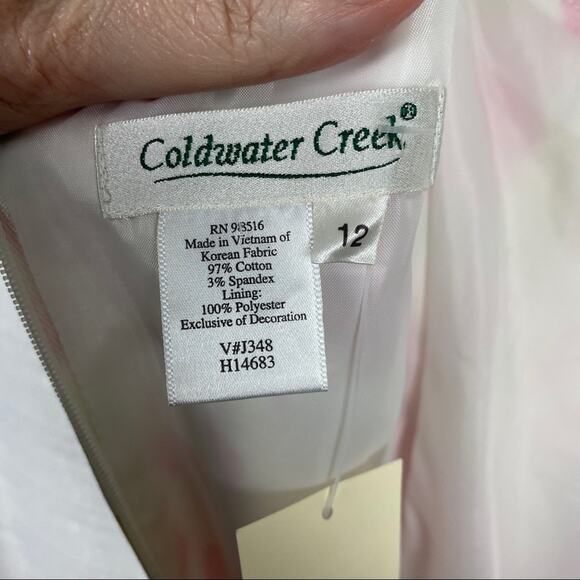 Coldwater Creek®
12
RN 98516
Made in Vietnam of
Korean Fabric
97% Cotton
3% Spandex
Lining:
100% Polyester
Exclusive of Decoration
V#J348
H14683